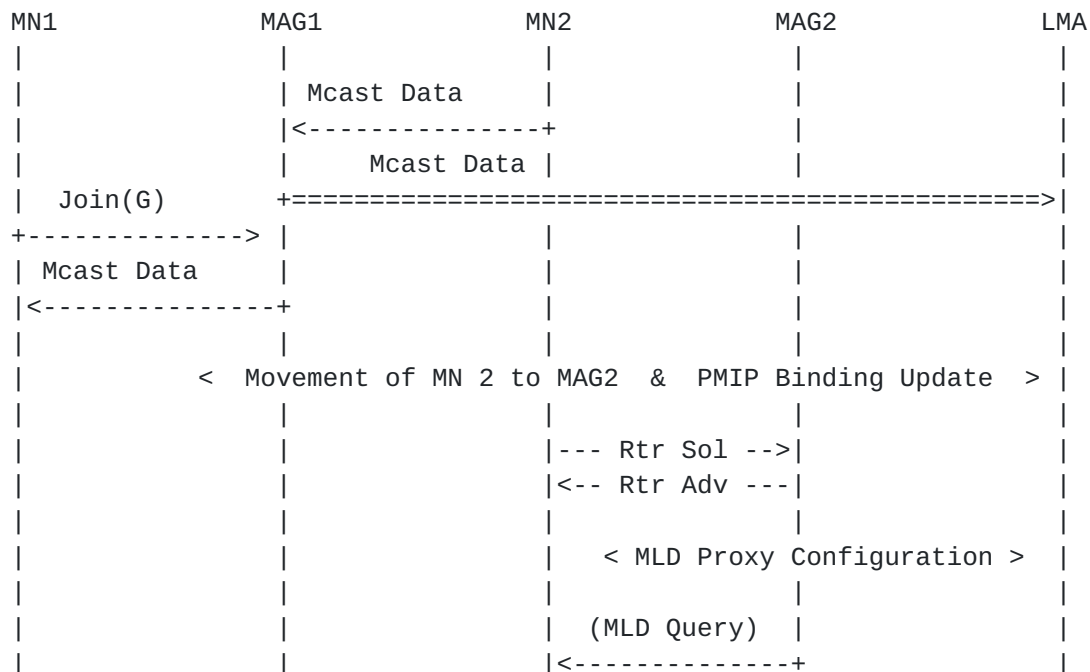 MN1 MAG1 MN2 MAG2 LMA
Mcast Data
Mcast Data
Join(G)
Mcast Data
< Movement of MN 2 to MAG2 & PMIP Binding Update >
--- Rtr Sol -->
<-- Rtr Adv ---
< MLD Proxy Configuration >
(MLD Query)